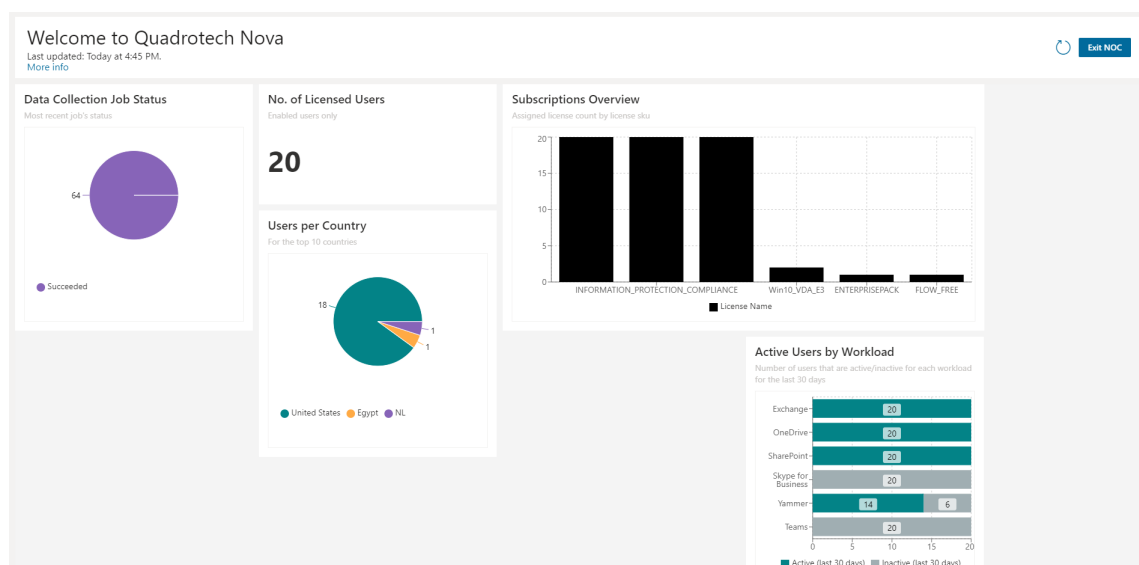 Welcome to Quadrotech Nova
Last updated: Today at 4:45 PM.
More info
Exit NOC
Data Collection Job Status
Most recent job's status
64
Succeeded
No. of Licensed Users
Enabled users only
20
Users per Country
For the top 10 countries
18
1
1
United States Egypt NL
Subscriptions Overview
Assigned license count by license sku
20
15
10
5
0
INFORMATION_PROTECTION_COMPLIANCE Win10_VDA_E3 ENTERPRISEPACK FLOW_FREE
License Name
Active Users by Workload
Number of users that are active/inactive for each workload
for the last 30 days
Exchange 20
OneDrive 20
SharePoint 20
Skype for
Business 20
Yammer 14 6
Teams 20
0 5 10 15 20
Active (last 30 days) Inactive (last 30 days)